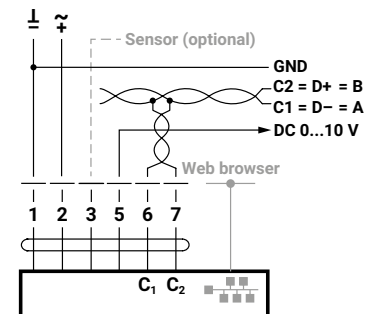 ⊥ ~
Sensor (optional)
GND
C2 = D+ = B
C1 = D– = A
DC 0...10 V
Web browser
1 2 3 5 6 7
C₁ C₂